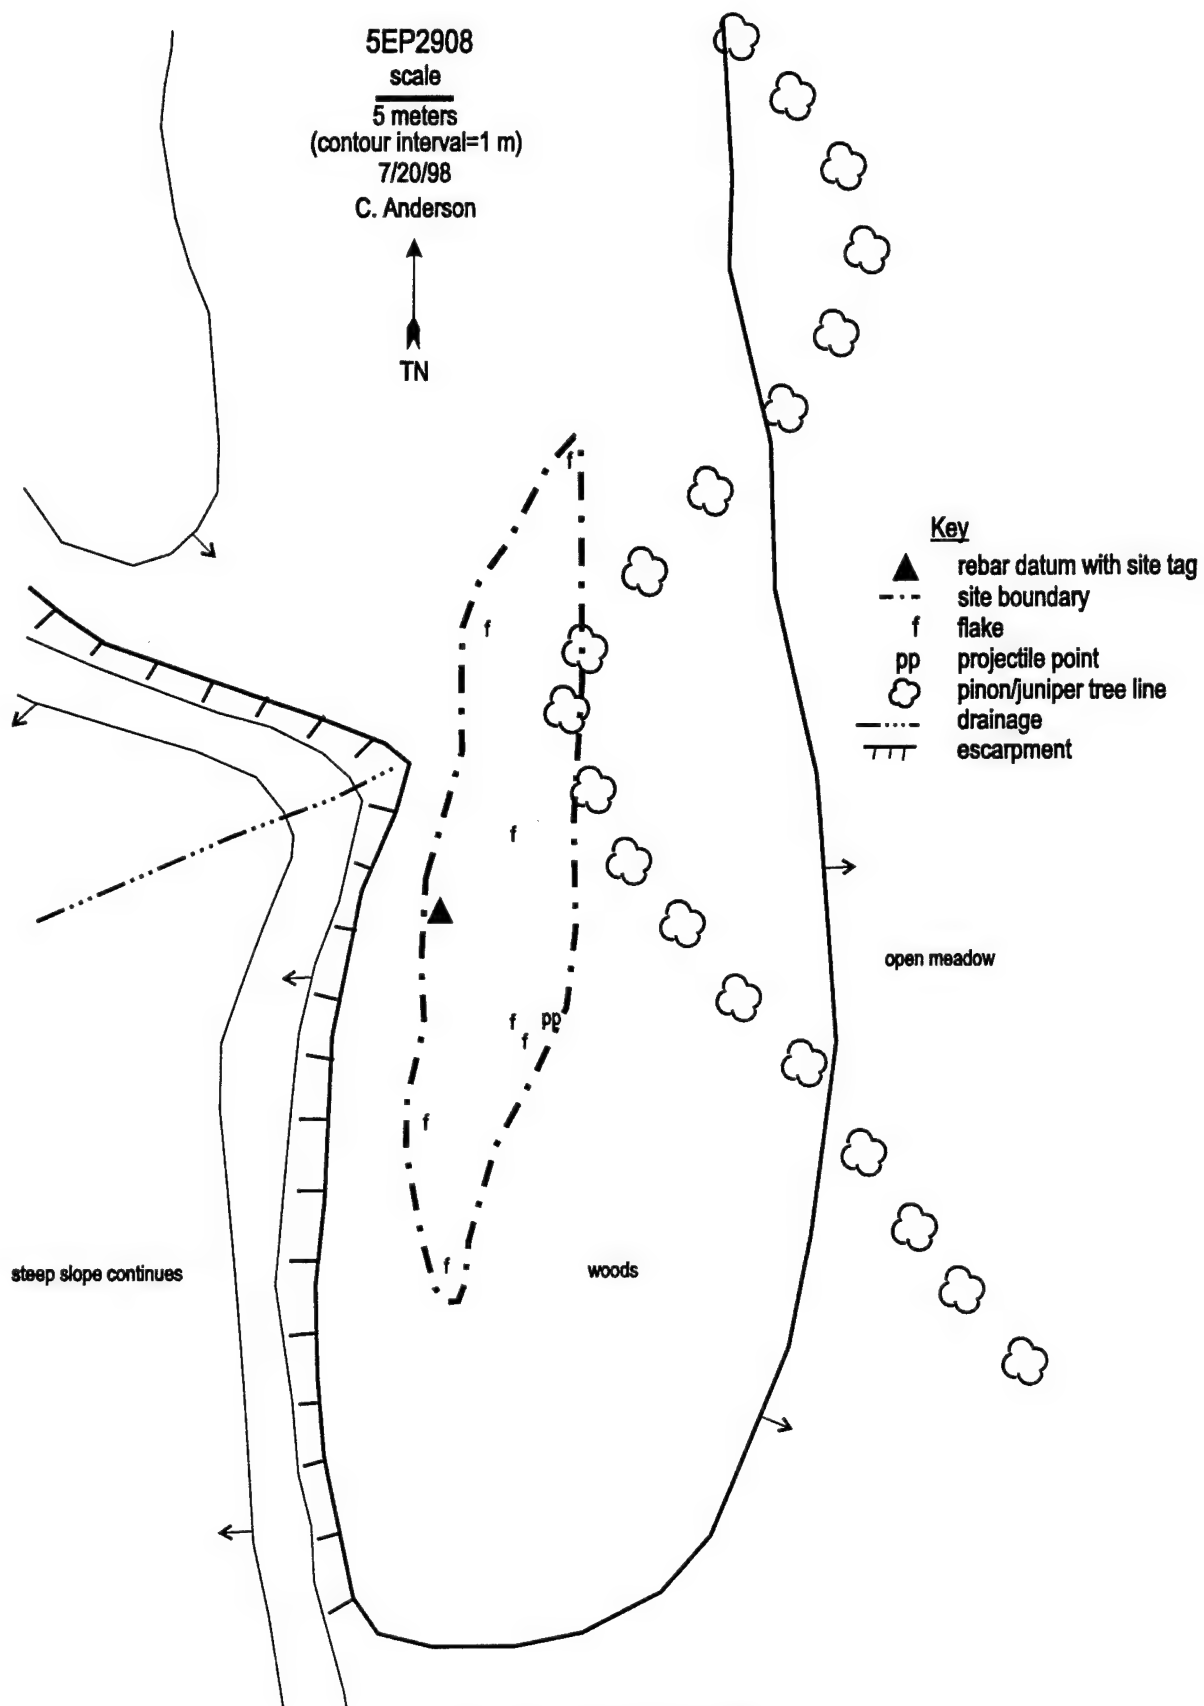 5EP2908
scale
5 meters
(contour interval=1 m)
7/20/98
C. Anderson
TN
f
f
f
f pp
f
f
f
Key
rebar datum with site tag
site boundary
f flake
pp projectile point
pinon/juniper tree line
drainage
escarpment
open meadow
steep slope continues
woods